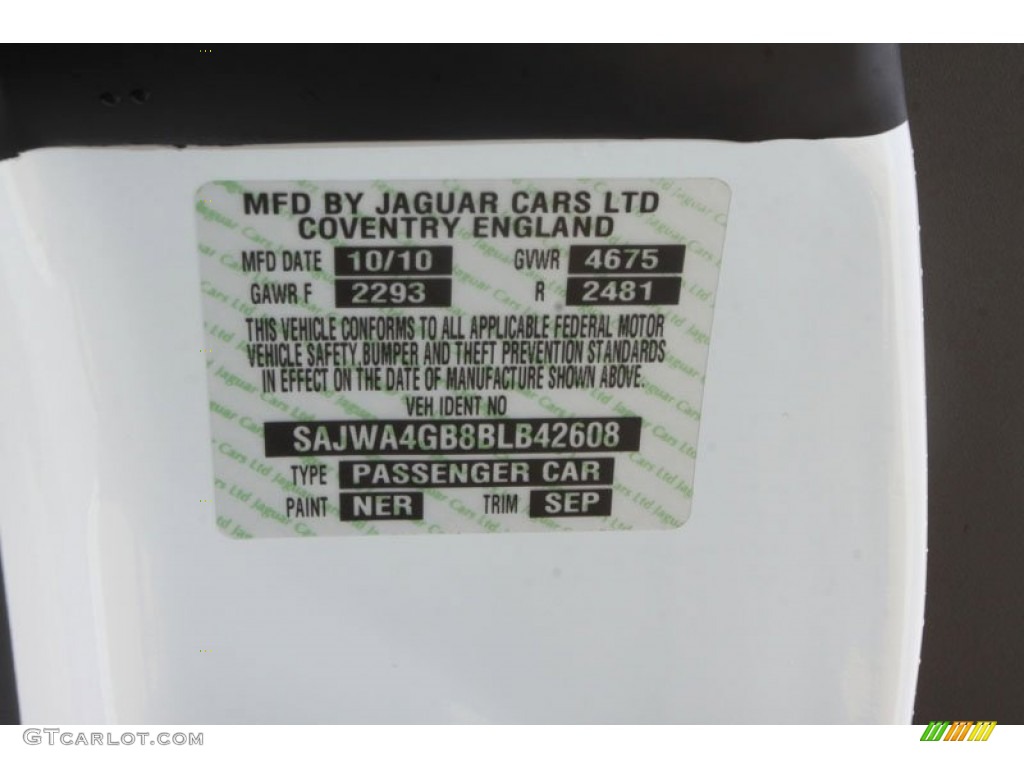 MFD BY JAGUAR CARS LTD
COVENTRY ENGLAND
MFD DATE 10/10 GVWR 4675
GAWR F 2293 R 2481
THIS VEHICLE CONFORMS TO ALL APPLICABLE FEDERAL MOTOR
VEHICLE SAFETY, BUMPER AND THEFT PREVENTION STANDARDS
IN EFFECT ON THE DATE OF MANUFACTURE SHOWN ABOVE.
VEH IDENT NO
SAJWA4GB8BLB42608
TYPE PASSENGER CAR
PAINT NER TRIM SEP
GTCARLOT.COM